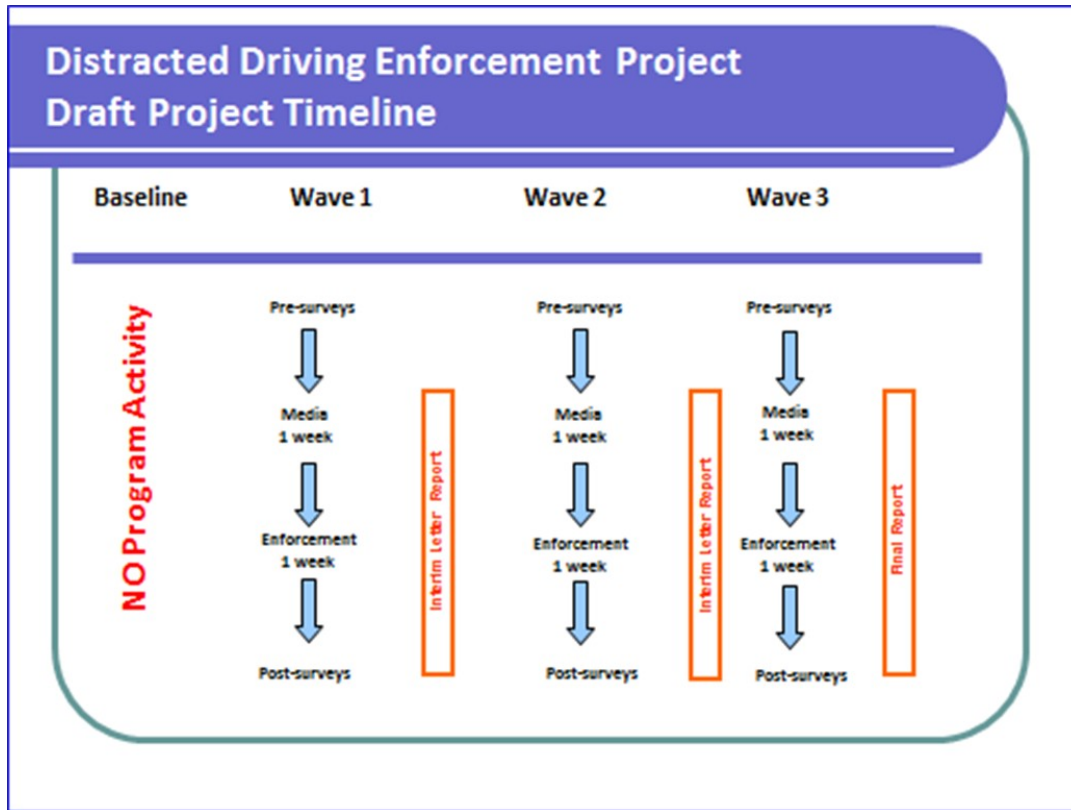 Distracted Driving Enforcement Project
Draft Project Timeline
Baseline
Wave 1
Wave 2
Wave 3
NO Program Activity
Pre-surveys
Media
1 week
Enforcement
1 week
Post-surveys
Interim Letter Report
Pre-surveys
Media
1 week
Enforcement
1 week
Post-surveys
Interim Letter Report
Pre-surveys
Media
1 week
Enforcement
1 week
Post-surveys
Final Report